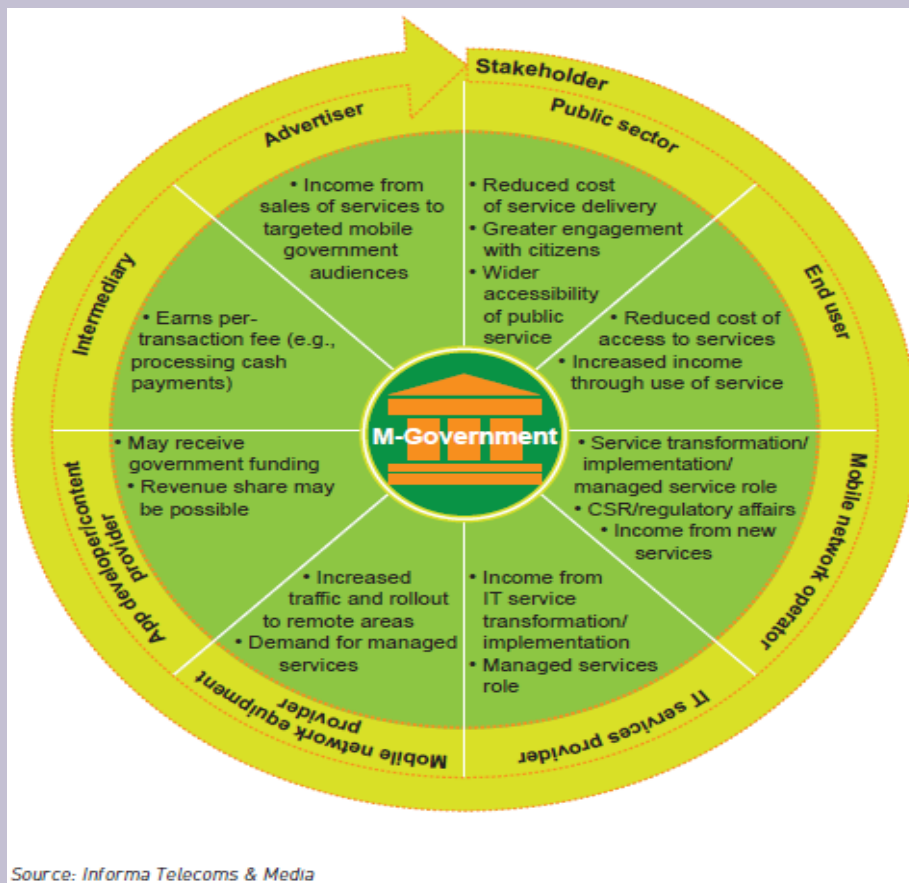 Stakeholder
Public sector
• Reduced cost
of service delivery
• Greater engagement
with citizens
• Wider
accessibility
of public
service
End user
• Reduced cost of
access to services
• Increased income
through use of service
Mobile network operator
• Service transformation/
implementation/
managed service role
• CSR/regulatory affairs
• Income from new
services
IT services provider
• Income from
IT service
transformation/
implementation
• Managed services
role
Mobile network equipment
provider
• Increased
traffic and rollout
to remote areas
• Demand for managed
services
App developer/content
provider
• May receive
government funding
• Revenue share may
be possible
Intermediary
• Earns per-
transaction fee (e.g.,
processing cash
payments)
Advertiser
• Income from
sales of services to
targeted mobile
government
audiences
M-Government
Source: Informa Telecoms & Media